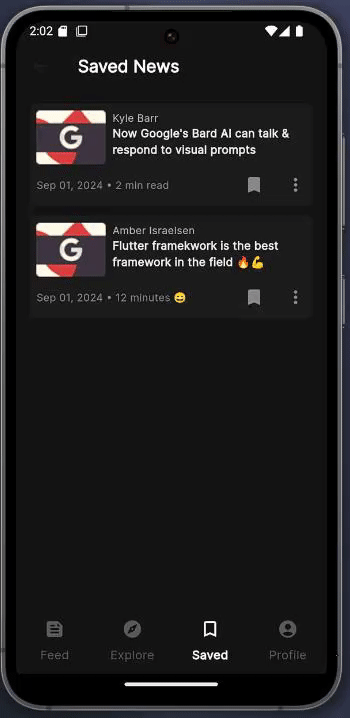 2:02
Saved News
Kyle Barr
Now Google's Bard AI can talk &
respond to visual prompts
Sep 01, 2024 • 2 min read
Amber Israelsen
Flutter framekwork is the best
framework in the field 🔥💪
Sep 01, 2024 • 12 minutes 😄
Feed Explore Saved Profile